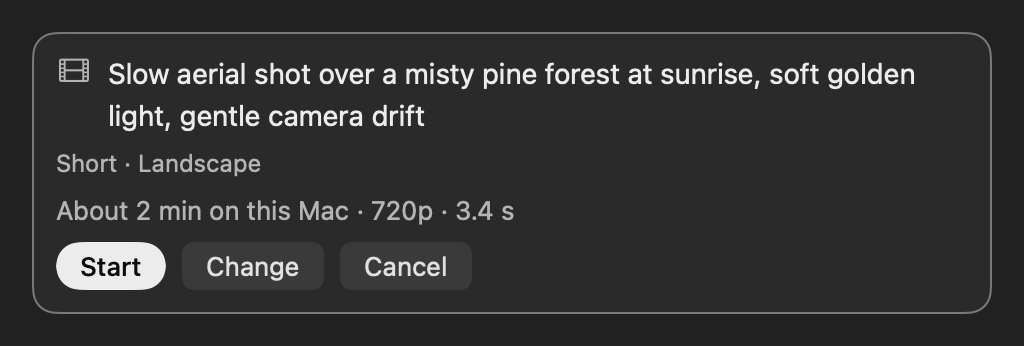 Slow aerial shot over a misty pine forest at sunrise, soft golden
light, gentle camera drift
Short · Landscape
About 2 min on this Mac · 720p · 3.4 s
Start Change Cancel